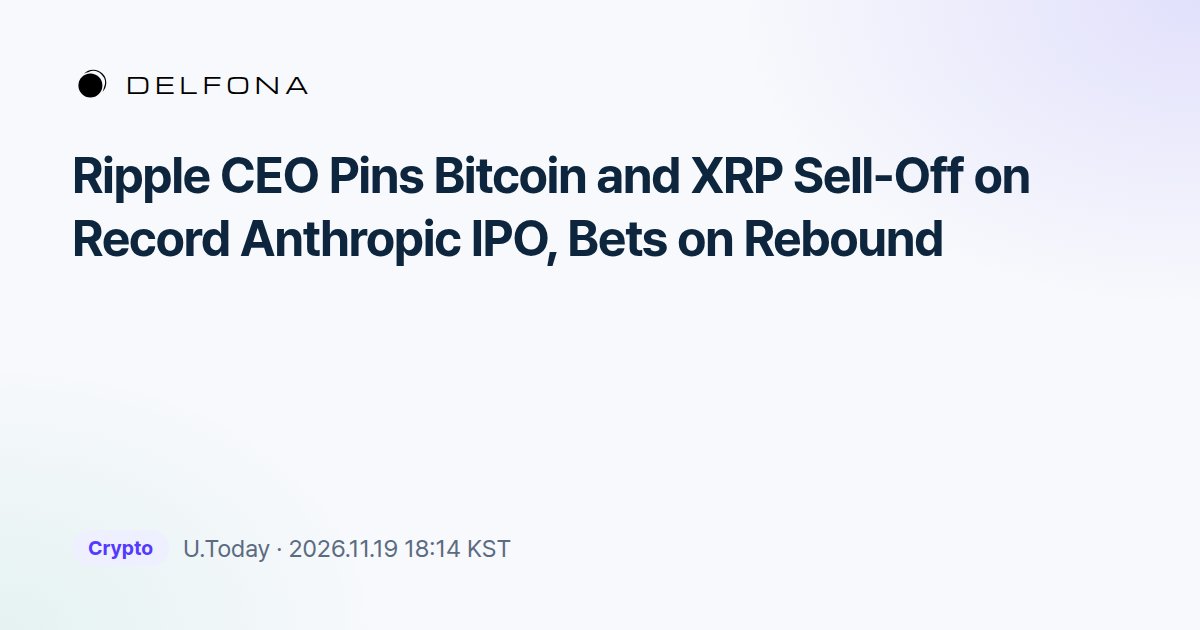 DELFONA
Ripple CEO Pins Bitcoin and XRP Sell-Off on
Record Anthropic IPO, Bets on Rebound
Crypto U.Today · 2026.11.19 18:14 KST